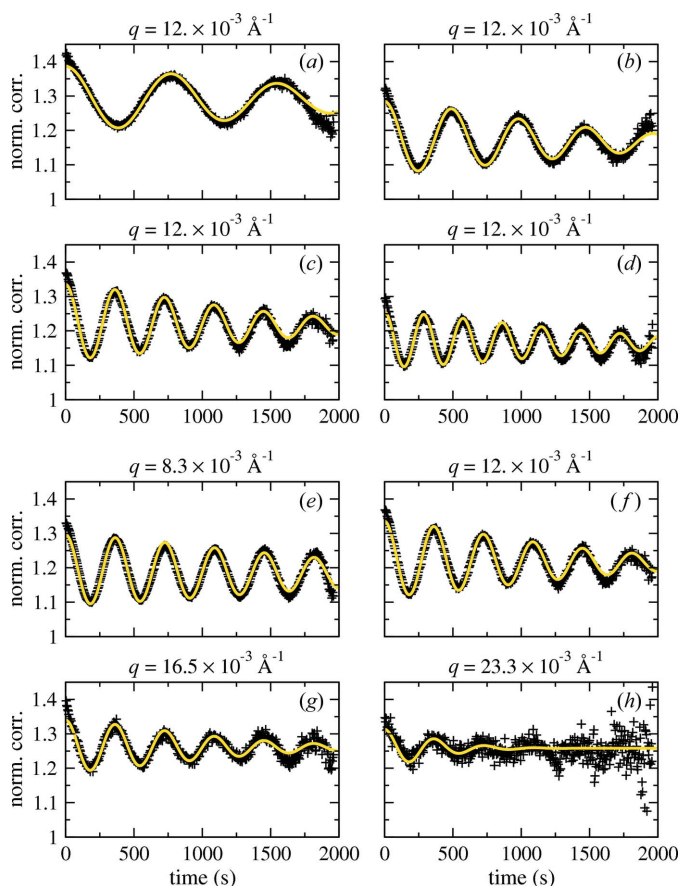 q = 12. × 10⁻³ Å⁻¹ q = 12. × 10⁻³ Å⁻¹
(a) (b)
1.4
1.3
1.2
1.1
1
norm. corr.
q = 12. × 10⁻³ Å⁻¹ q = 12. × 10⁻³ Å⁻¹
(c) (d)
1.4
1.3
1.2
1.1
1
norm. corr.
0 500 1000 1500 2000 0 500 1000 1500 2000
q = 8.3 × 10⁻³ Å⁻¹ q = 12. × 10⁻³ Å⁻¹
(e) (f)
1.4
1.3
1.2
1.1
1
norm. corr.
q = 16.5 × 10⁻³ Å⁻¹ q = 23.3 × 10⁻³ Å⁻¹
(g) (h)
1.4
1.3
1.2
1.1
1
norm. corr.
0 500 1000 1500 2000 0 500 1000 1500 2000
time (s) time (s)